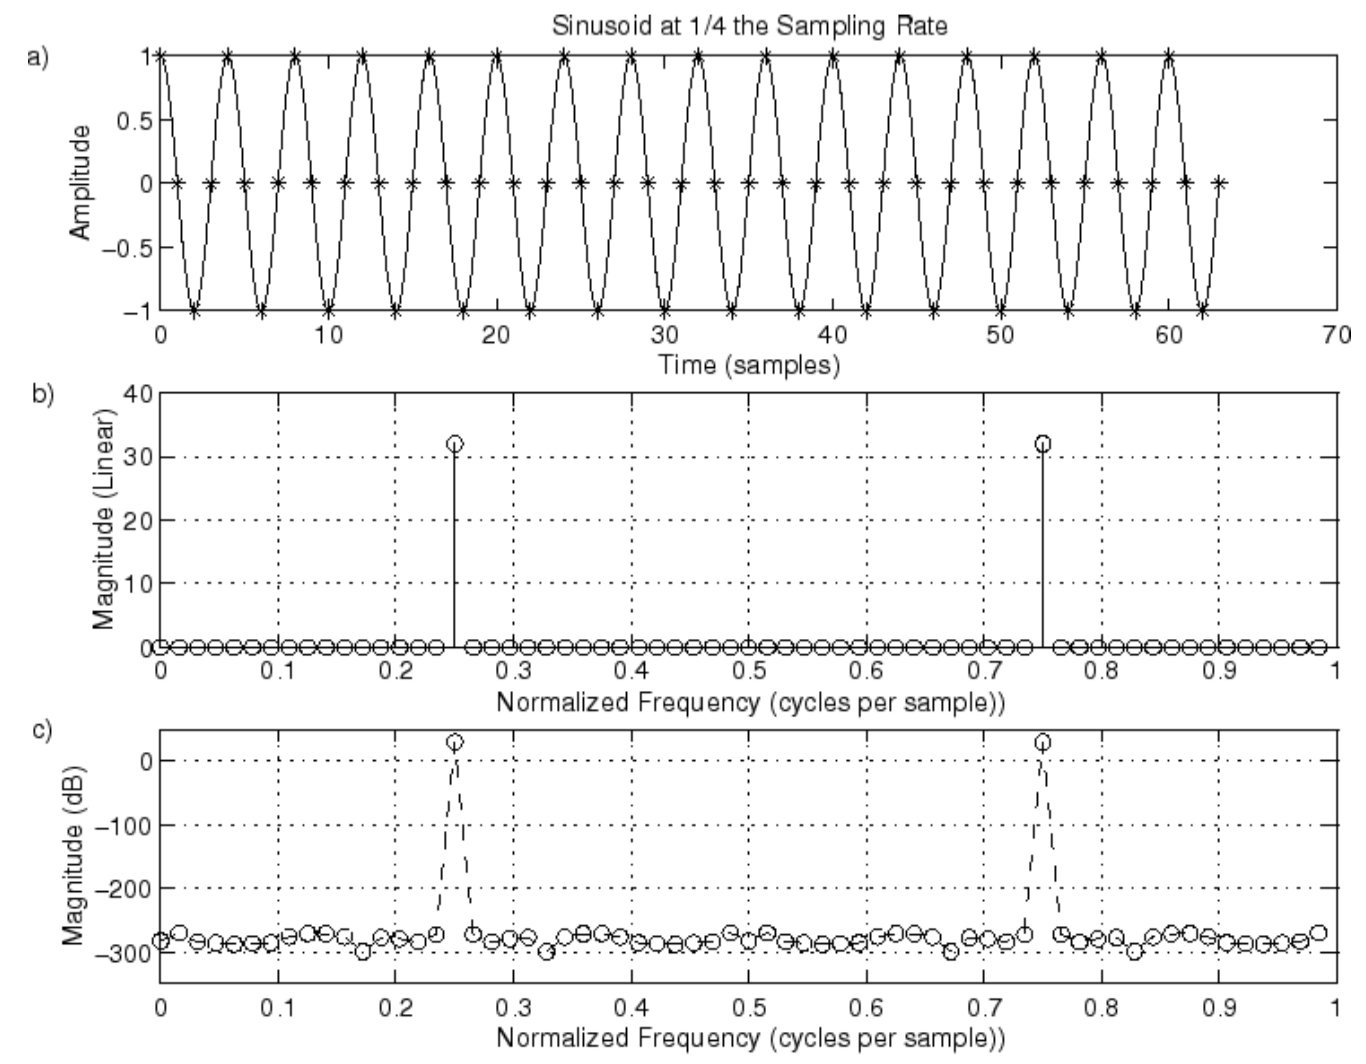 Sinusoid at 1/4 the Sampling Rate
a)
1
0.5
0
−0.5
−1
Amplitude
0 10 20 30 40 50 60 70
Time (samples)
b)
40
30
20
10
0
Magnitude (Linear)
0 0.1 0.2 0.3 0.4 0.5 0.6 0.7 0.8 0.9 1
Normalized Frequency (cycles per sample))
c)
0
−100
−200
−300
Magnitude (dB)
0 0.1 0.2 0.3 0.4 0.5 0.6 0.7 0.8 0.9 1
Normalized Frequency (cycles per sample))